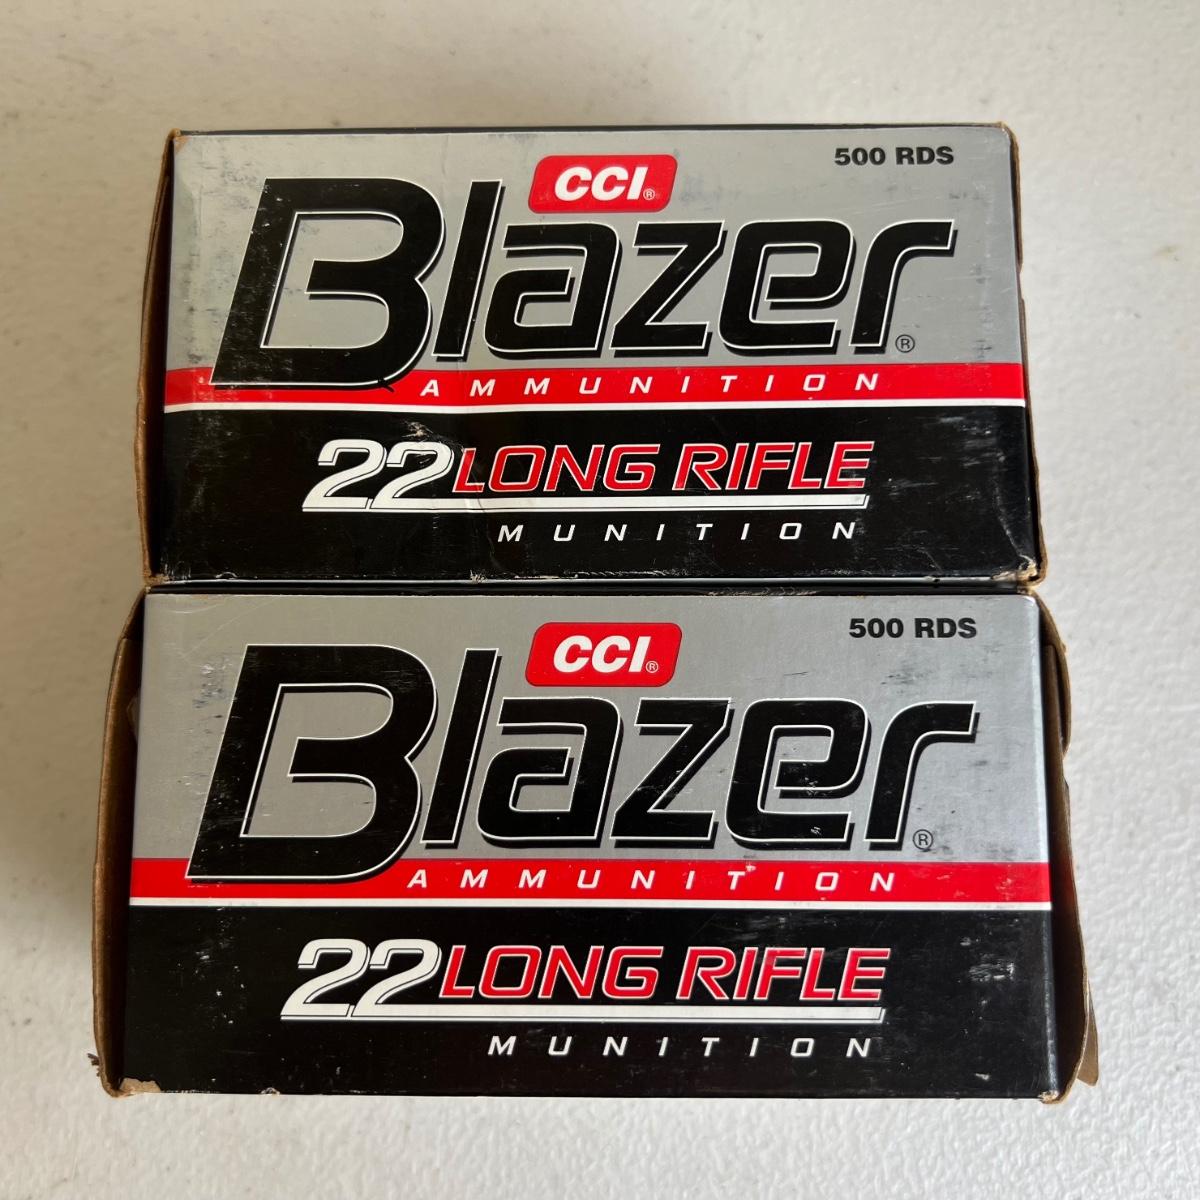 500 RDS
CCI®
Blazer®
AMMUNITION
22 LONG RIFLE
MUNITION
500 RDS
CCI®
Blazer®
AMMUNITION
22 LONG RIFLE
MUNITION